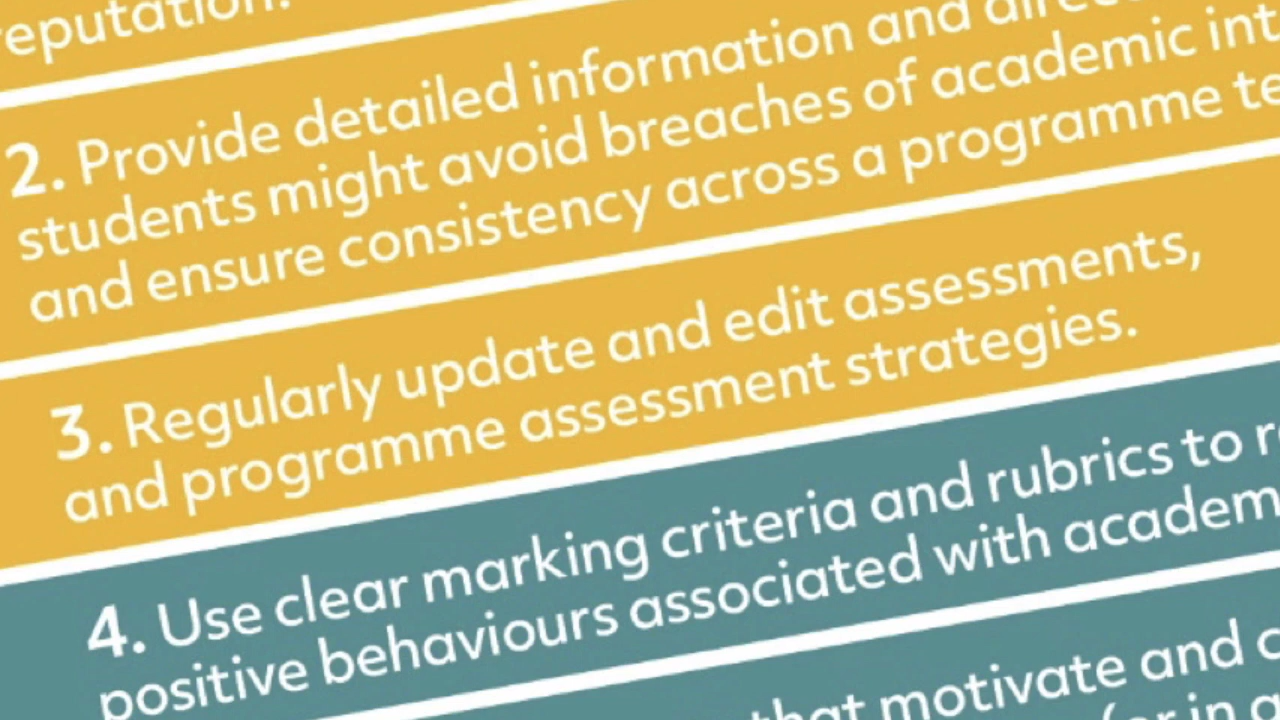 reputation.
2. Provide detailed information and
students might avoid breaches of academic
and ensure consistency across a programme
3. Regularly update and edit assessments,
and programme assessment strategies.
4. Use clear marking criteria and rubrics to
positive behaviours associated with
that motivate and
(or in